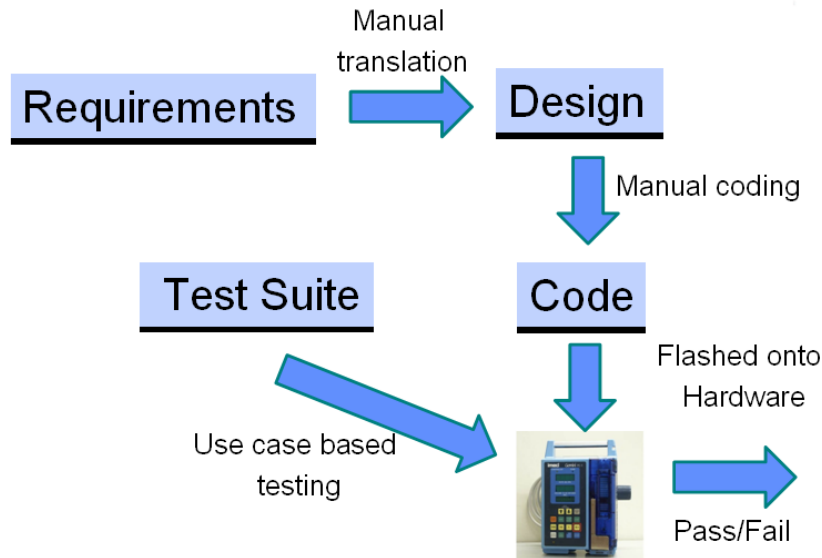 Manual
translation
Requirements
Design
Manual coding
Test Suite
Code
Flashed onto
Hardware
Use case based
testing
Pass/Fail